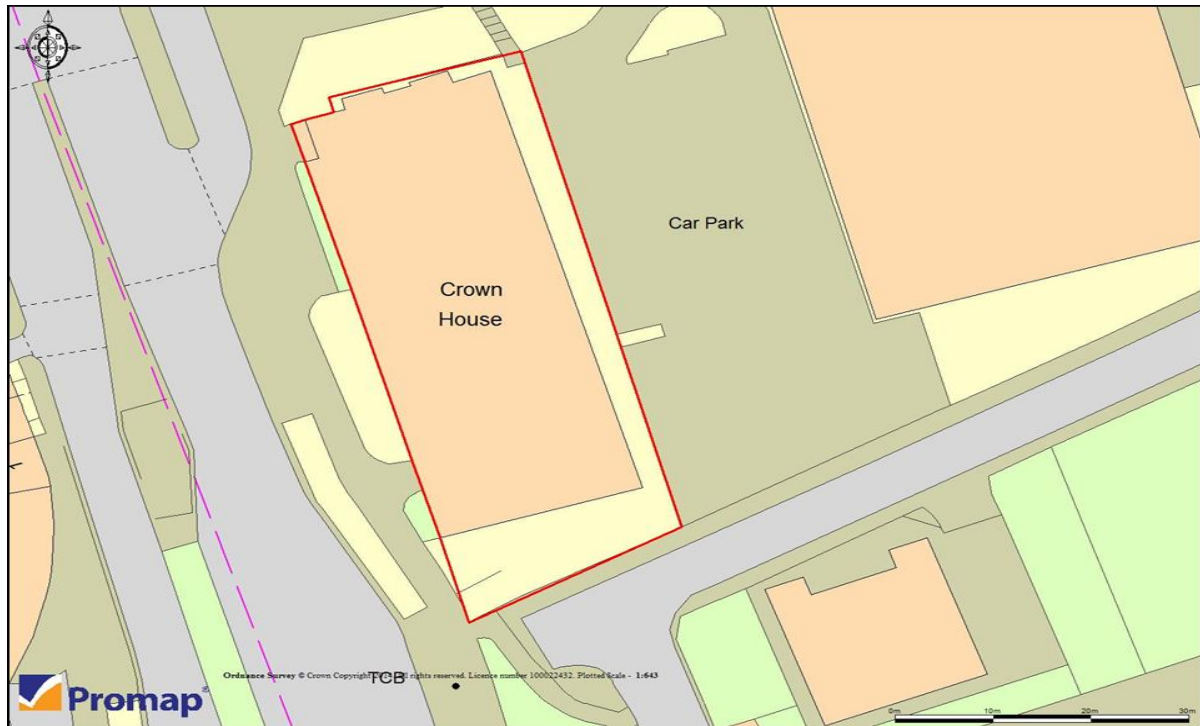 Car Park
Crown
House
TCB
Ordnance Survey © Crown Copyright rights reserved. Licence number 100022432. Plotted Scale - 1:643
Promap®
0m 10m 20m 30m